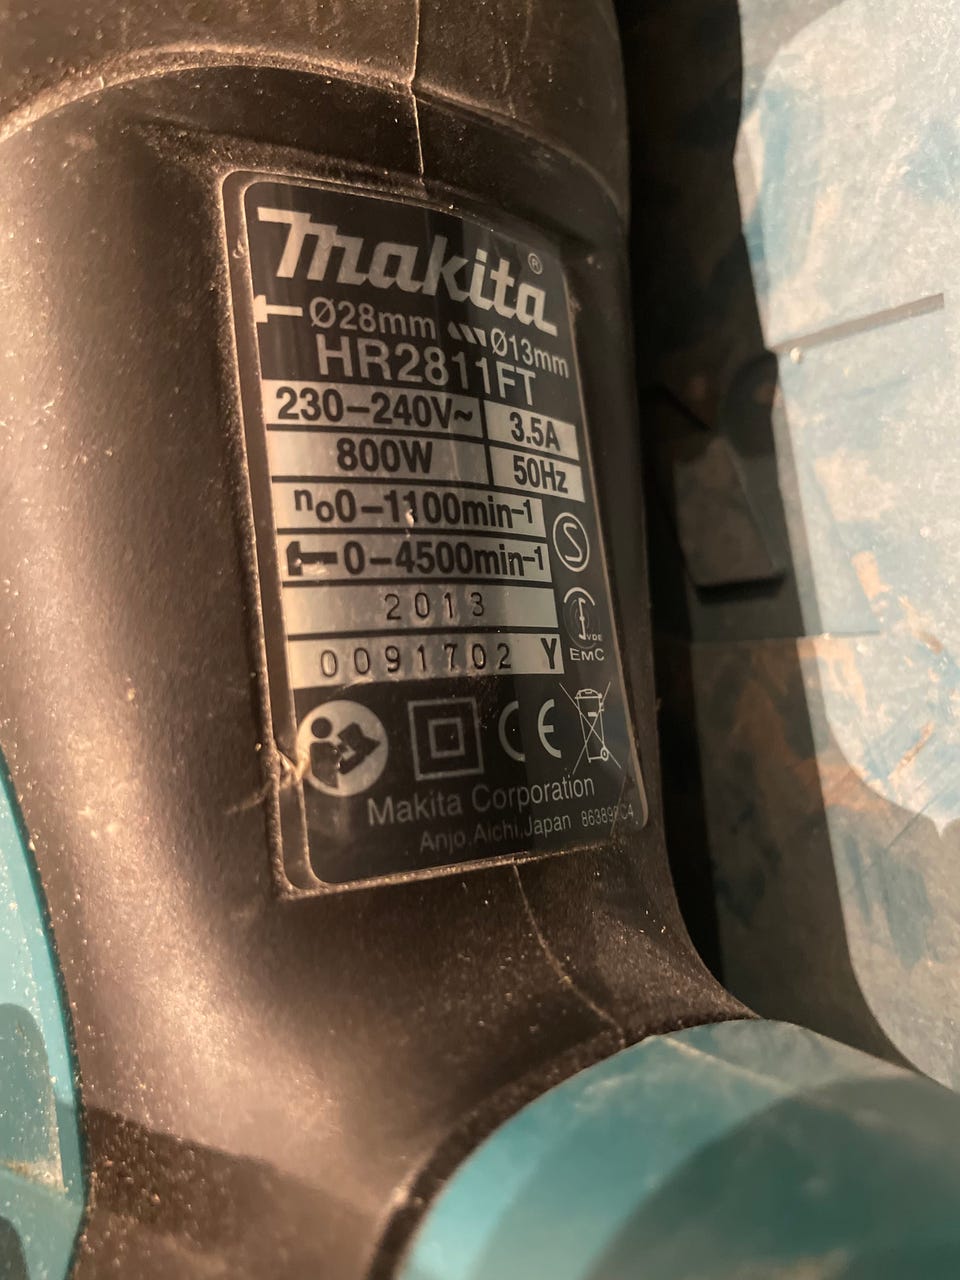 makita®
Ø28mm Ø13mm
HR2811FT
230–240V~ 3.5A
800W 50Hz
n₀0–1100min⁻¹
0–4500min⁻¹
S
2013
VDE
EMC
0091702 Y
CE
Makita Corporation
Anjo,Aichi,Japan